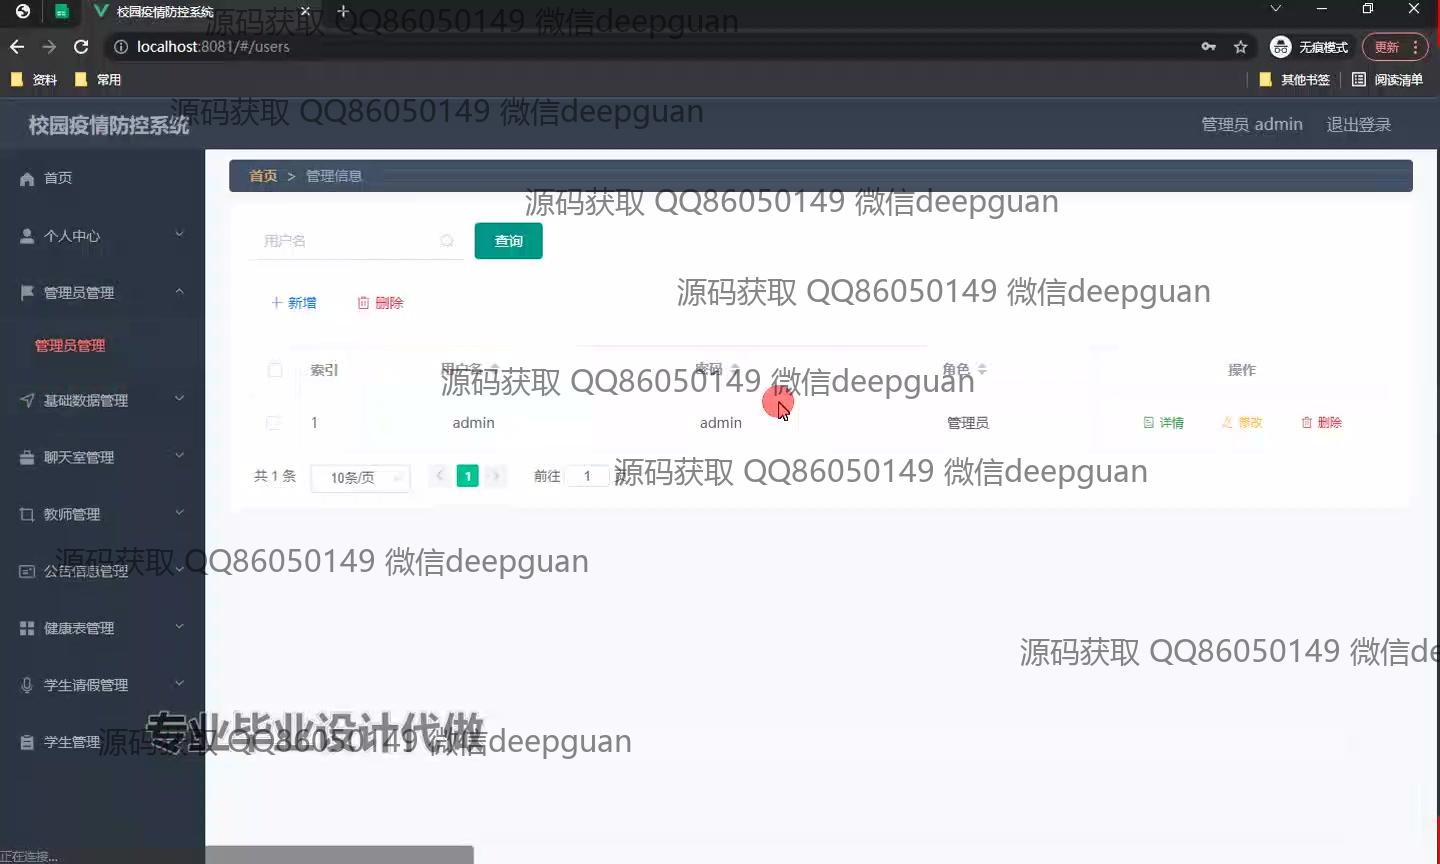 校园疫情防控系统
源码获取 QQ86050149 微信deepguan
localhost:8081/#/users
无痕模式
更新
资料
常用
其他书签
阅读清单
源码获取 QQ86050149 微信deepguan
校园疫情防控系统
管理员 admin
退出登录
首页
首页 > 管理信息
源码获取 QQ86050149 微信deepguan
个人中心
用户名
查询
管理员管理
新增
删除
源码获取 QQ86050149 微信deepguan
管理员管理
索引
用户名
密码
角色
操作
源码获取 QQ86050149 微信deepguan
基础数据管理
1
admin
admin
管理员
详情
修改
删除
聊天室管理
共 1 条
10条/页
1
前往
1
页
源码获取 QQ86050149 微信deepguan
教师管理
公告信息管理
源码获取 QQ86050149 微信deepguan
健康表管理
源码获取 QQ86050149 微信de
学生请假管理
学生管理
专业毕业设计代做
源码获取 QQ86050149 微信deepguan
正在连接...